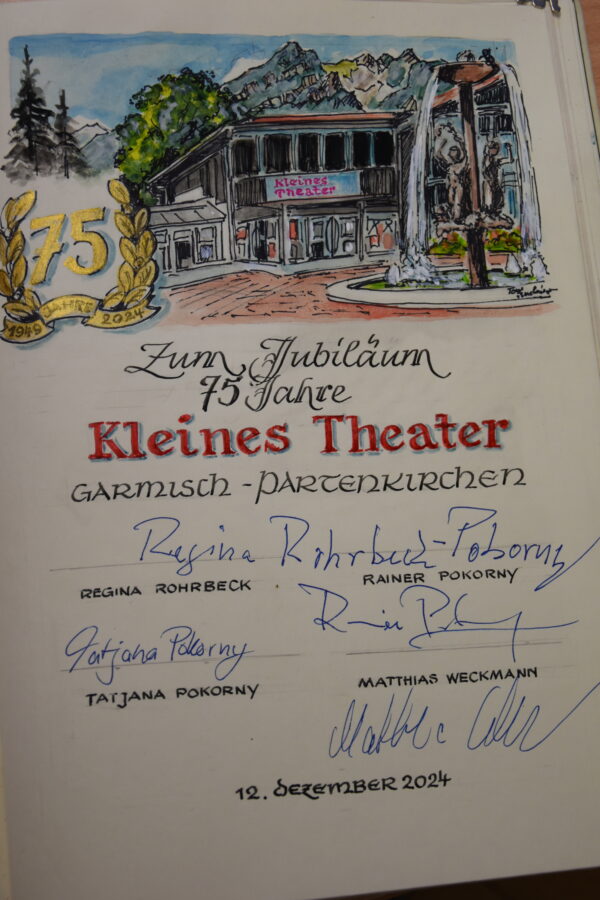 Kleines
Theater
75
JAHRE
1949 2024
Zum Jubiläum
75 Jahre
Kleines Theater
GARMISCH - PARTENKIRCHEN
Regina Rohrbeck-Pokorny
REGINA ROHRBECK
RAINER POKORNY
Tatjana Pokorny
TATJANA POKORNY
MATTHIAS WECKMANN
12. DEZEMBER 2024